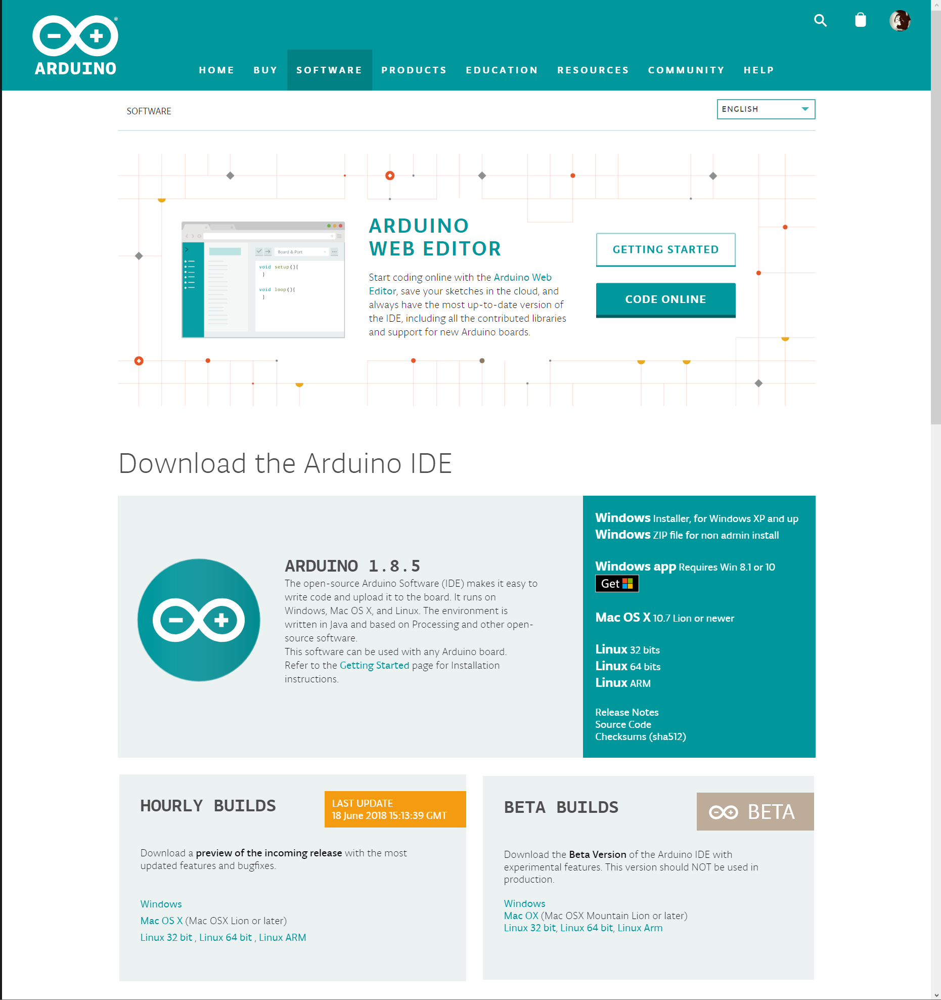 ®
ARDUINO
HOME BUY SOFTWARE PRODUCTS EDUCATION RESOURCES COMMUNITY HELP
SOFTWARE
ENGLISH
Board & Port
void setup(){
}
void loop(){
}
ARDUINO
WEB EDITOR
Start coding online with the Arduino Web
Editor, save your sketches in the cloud, and
always have the most up-to-date version of
the IDE, including all the contributed libraries
and support for new Arduino boards.
GETTING STARTED
CODE ONLINE
Download the Arduino IDE
ARDUINO 1.8.5
The open-source Arduino Software (IDE) makes it easy to
write code and upload it to the board. It runs on
Windows, Mac OS X, and Linux. The environment is
written in Java and based on Processing and other open-
source software.
This software can be used with any Arduino board.
Refer to the Getting Started page for Installation
instructions.
Windows Installer, for Windows XP and up
Windows ZIP file for non admin install
Windows app Requires Win 8.1 or 10
Get
Mac OS X 10.7 Lion or newer
Linux 32 bits
Linux 64 bits
Linux ARM
Release Notes
Source Code
Checksums (sha512)
HOURLY BUILDS
LAST UPDATE
18 June 2018 15:13:39 GMT
Download a preview of the incoming release with the most
updated features and bugfixes.
Windows
Mac OS X (Mac OSX Lion or later)
Linux 32 bit , Linux 64 bit , Linux ARM
BETA BUILDS
BETA
Download the Beta Version of the Arduino IDE with
experimental features. This version should NOT be used in
production.
Windows
Mac OX (Mac OSX Mountain Lion or later)
Linux 32 bit, Linux 64 bit, Linux Arm